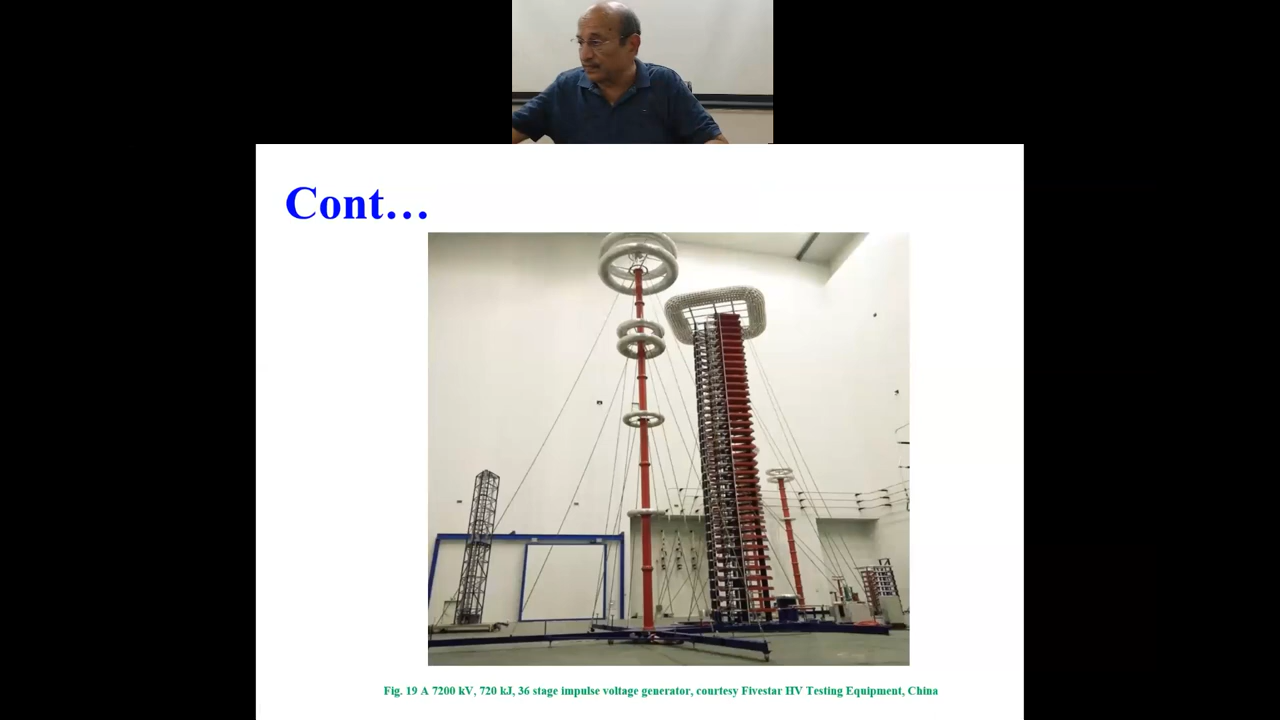 Cont…
Fig. 19 A 7200 kV, 720 kJ, 36 stage impulse voltage generator, courtesy Fivestar HV Testing Equipment, China